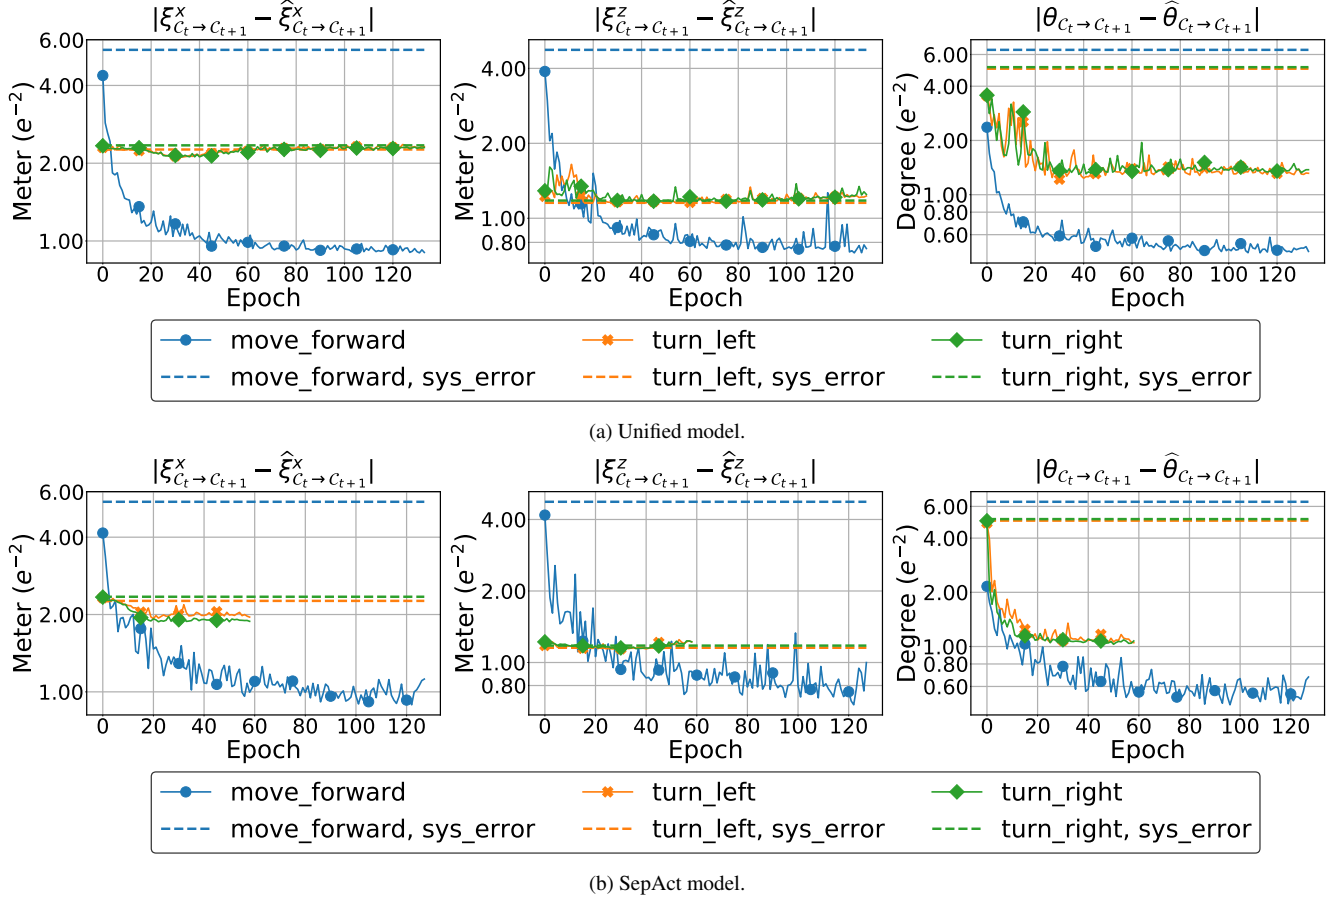 |ξ^x_{C_t→C_{t+1}} − ξ̂^x_{C_t→C_{t+1}}| |ξ^z_{C_t→C_{t+1}} − ξ̂^z_{C_t→C_{t+1}}| |θ_{C_t→C_{t+1}} − θ̂_{C_t→C_{t+1}}|
Meter (e^{-2})
6.00
4.00
2.00
1.00
0 20 40 60 80 100 120
Epoch
Meter (e^{-2})
4.00
2.00
1.00
0.80
0 20 40 60 80 100 120
Epoch
Degree (e^{-2})
6.00
4.00
2.00
1.00
0.80
0.60
0 20 40 60 80 100 120
Epoch
move_forward turn_left turn_right
move_forward, sys_error turn_left, sys_error turn_right, sys_error
(a) Unified model.
|ξ^x_{C_t→C_{t+1}} − ξ̂^x_{C_t→C_{t+1}}| |ξ^z_{C_t→C_{t+1}} − ξ̂^z_{C_t→C_{t+1}}| |θ_{C_t→C_{t+1}} − θ̂_{C_t→C_{t+1}}|
Meter (e^{-2})
6.00
4.00
2.00
1.00
0 20 40 60 80 100 120
Epoch
Meter (e^{-2})
4.00
2.00
1.00
0.80
0 20 40 60 80 100 120
Epoch
Degree (e^{-2})
6.00
4.00
2.00
1.00
0.80
0.60
0 20 40 60 80 100 120
Epoch
move_forward turn_left turn_right
move_forward, sys_error turn_left, sys_error turn_right, sys_error
(b) SepAct model.